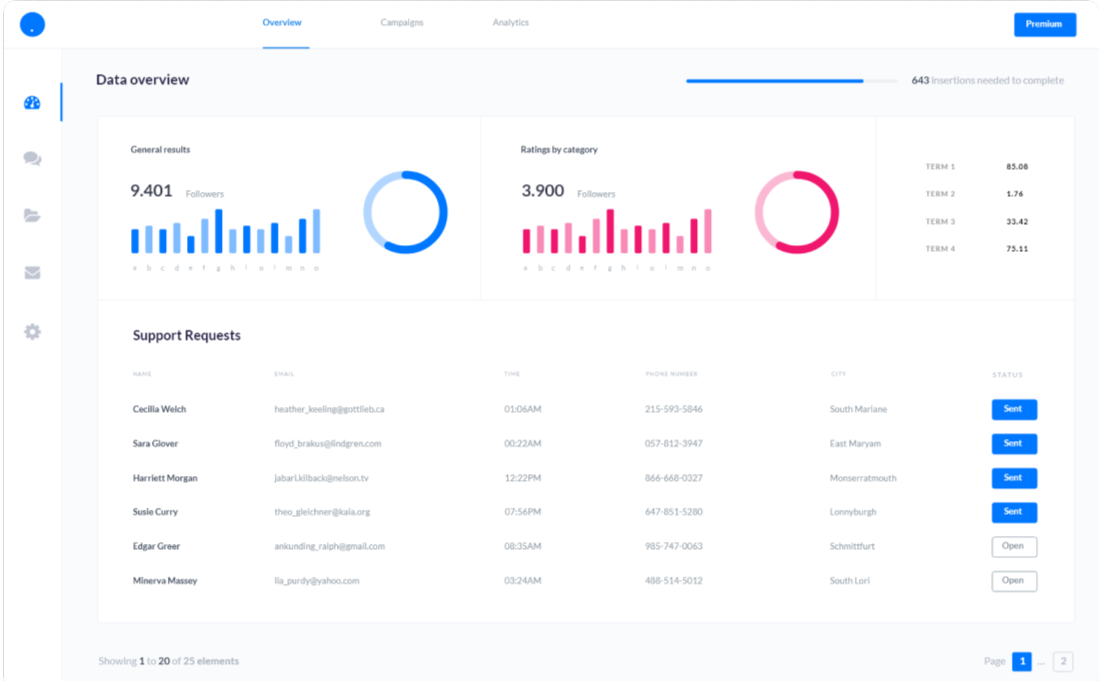 Overview Campaigns Analytics Premium
Data overview 643 Insertions needed to complete
General results
9.401 Followers
a b c d e f g h i o l m n o
Ratings by category
3.900 Followers
a b c d e f g h i o l m n o
TERM 1 85.08
TERM 2 1.76
TERM 3 33.42
TERM 4 75.11
Support Requests
NAME EMAIL TIME PHONE NUMBER CITY STATUS
Cecilia Welch heather_keeling@gottlieb.ca 01:06AM 215-593-5846 South Mariane Sent
Sara Glover floyd_brakus@lindgren.com 00:22AM 057-812-3947 East Maryam Sent
Harriett Morgan jabari.kilback@nelson.tv 12:22PM 866-668-0327 Monserratmouth Sent
Susie Curry theo_gleichner@kaia.org 07:56PM 647-851-5280 Lonnyburgh Sent
Edgar Greer ankunding_ralph@gmail.com 08:35AM 985-747-0063 Schmittfurt Open
Minerva Massey lia_purdy@yahoo.com 03:24AM 488-514-5012 South Lori Open
Showing 1 to 20 of 25 elements Page 1 ... 2